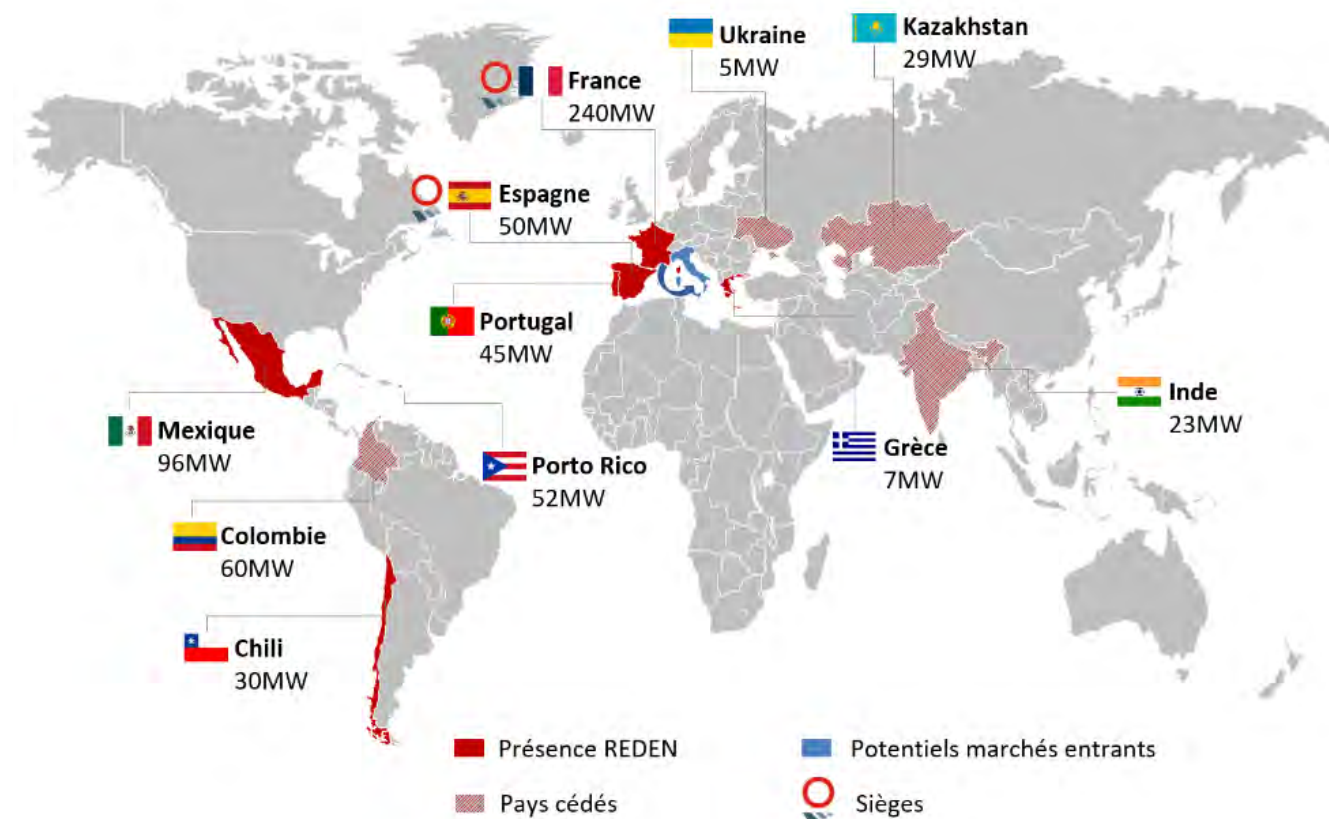 Ukraine
5MW
Kazakhstan
29MW
France
240MW
Espagne
50MW
Portugal
45MW
Mexique
96MW
Porto Rico
52MW
Inde
23MW
Grèce
7MW
Colombie
60MW
Chili
30MW
Présence REDEN
Potentiels marchés entrants
Pays cédés
Sièges